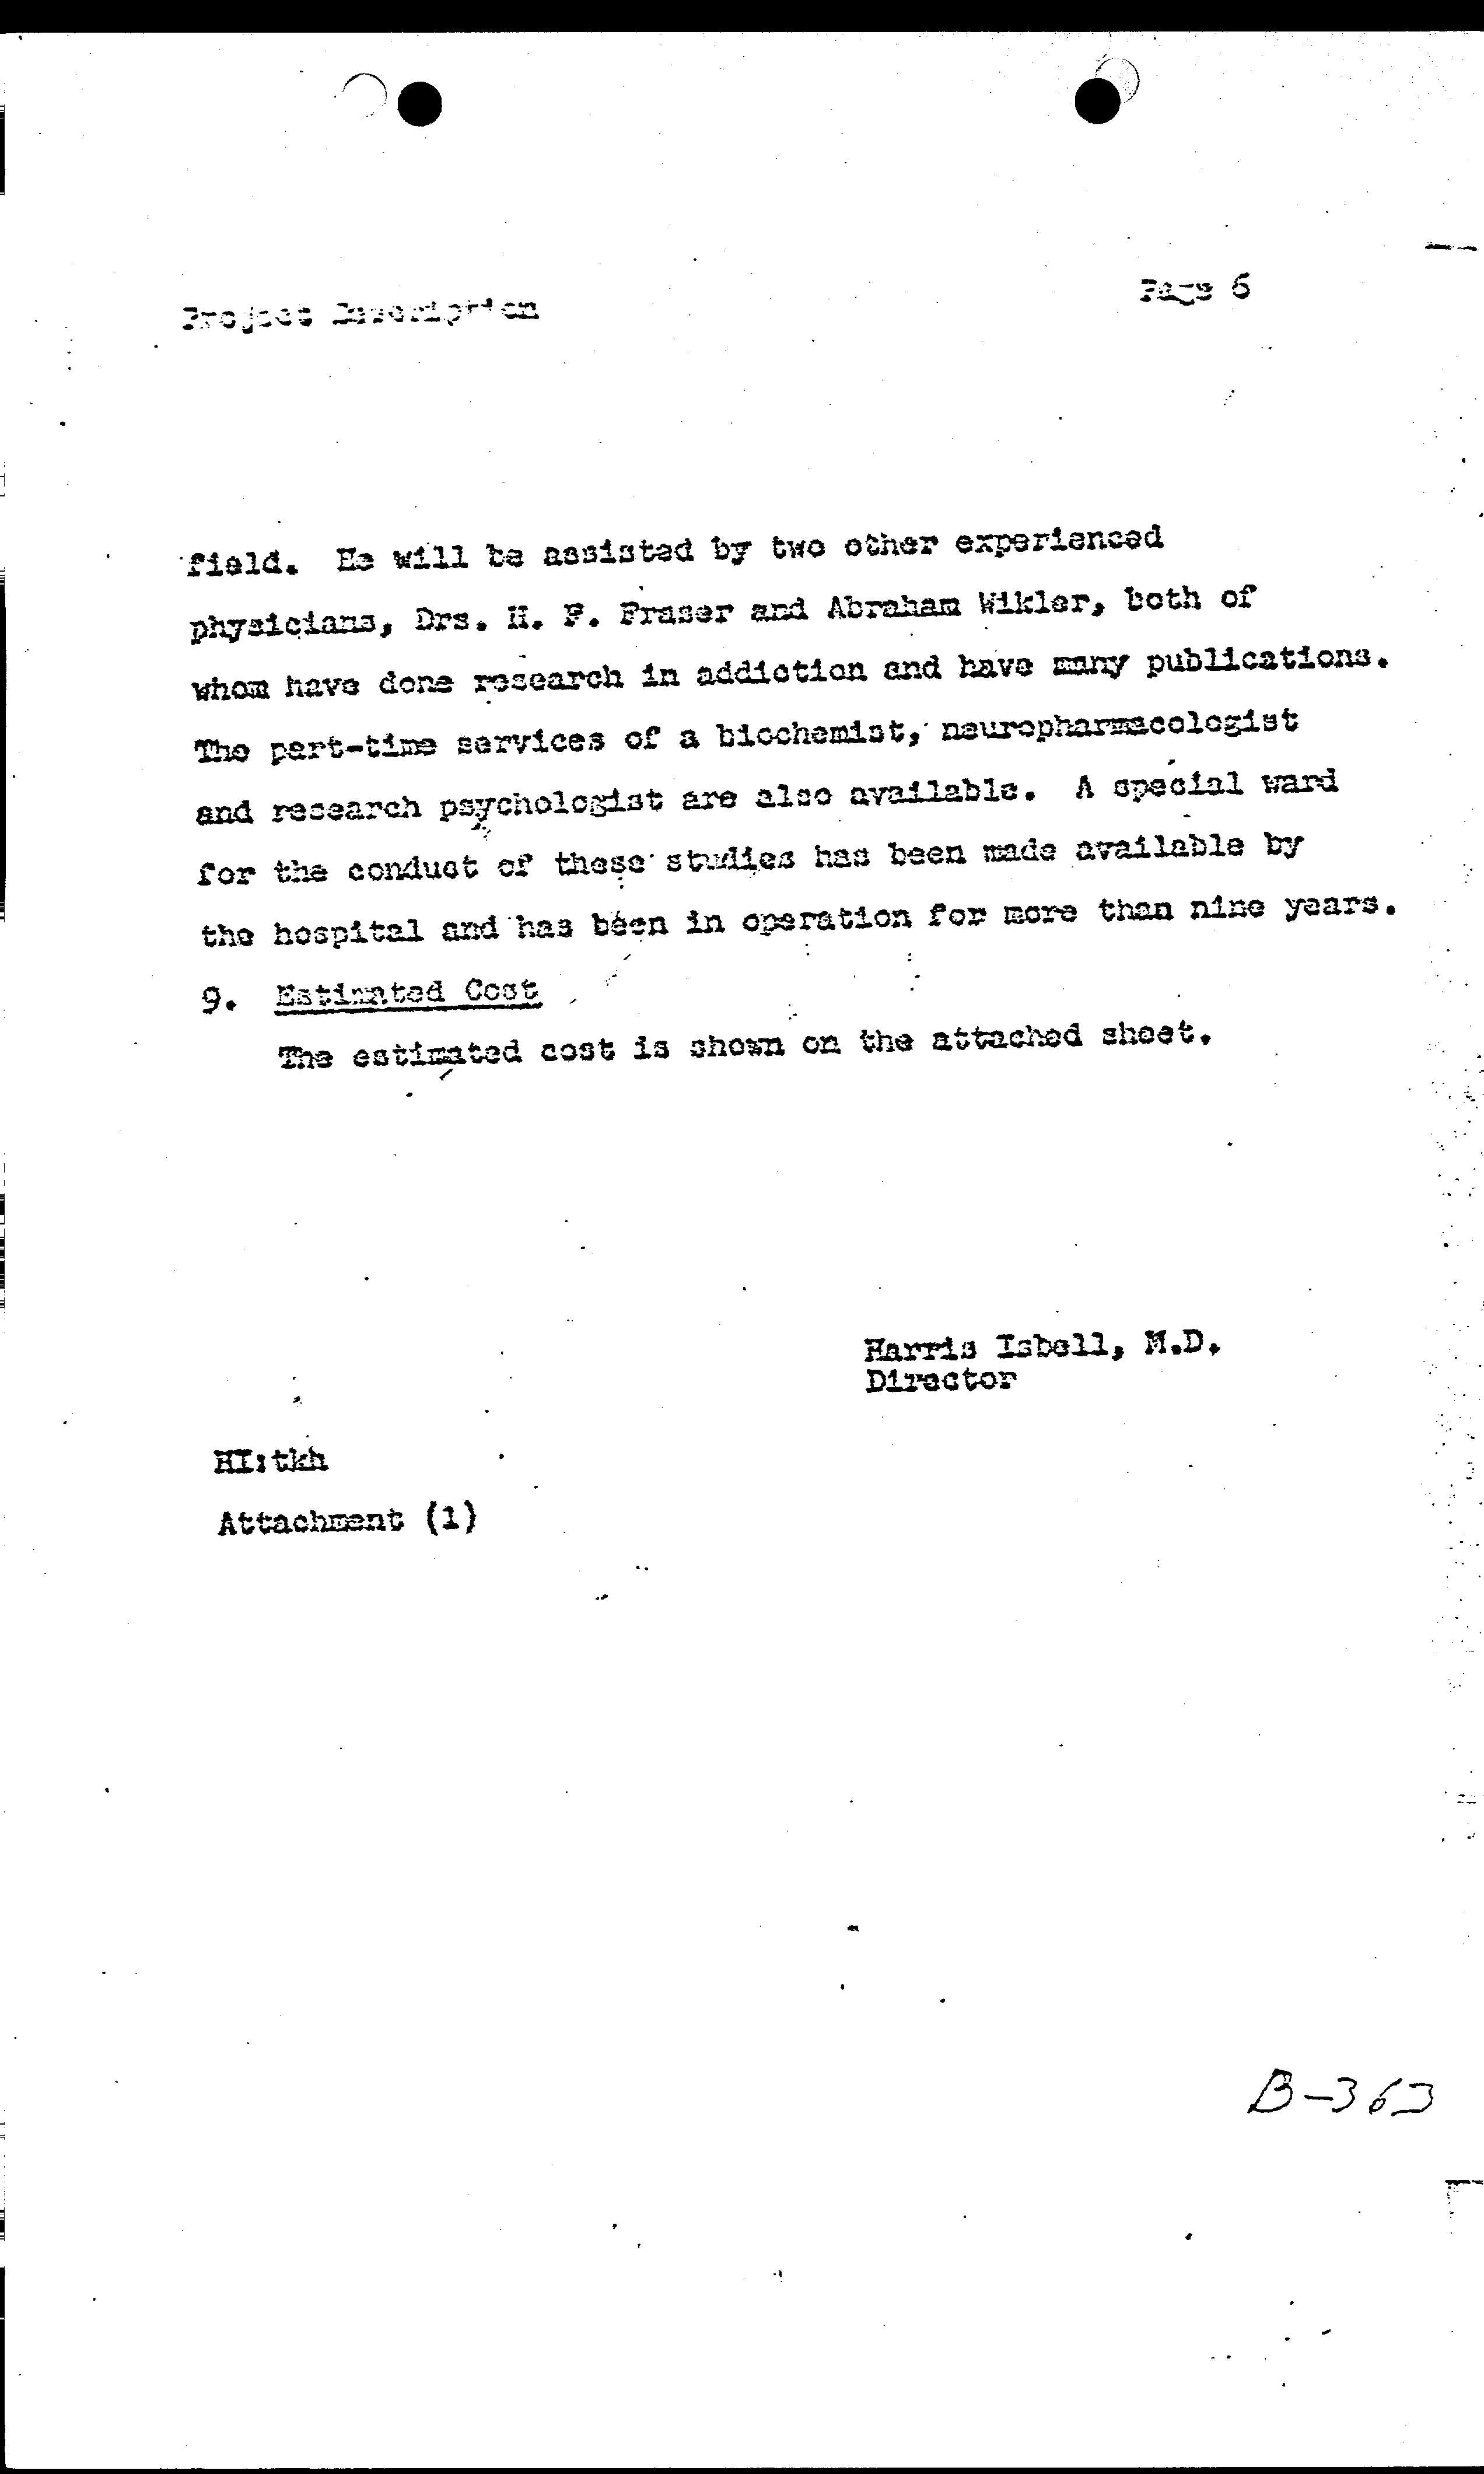 Project Description
Page 6
field. He will be assisted by two other experienced
physicians, Drs. H. F. Fraser and Abraham Wikler, both of
whom have done research in addiction and have many publications.
The part-time services of a biochemist, neuropharmacologist
and research psychologist are also available. A special ward
for the conduct of these studies has been made available by
the hospital and has been in operation for more than nine years.
9. Estimated Cost
The estimated cost is shown on the attached sheet.
Harris Isbell, M.D.
Director
HI:tkh
Attachment (1)
B-363